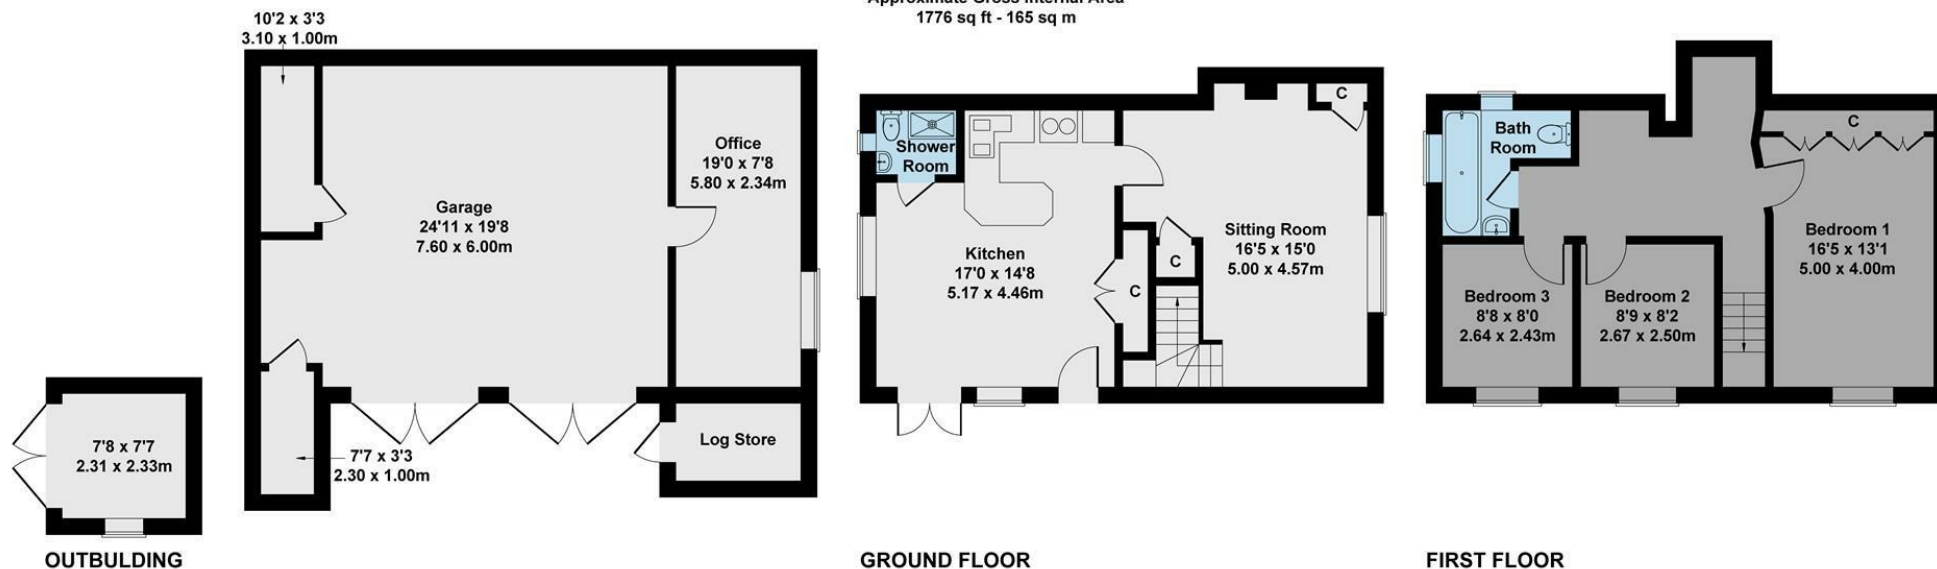 Approximate Gross Internal Area
1776 sq ft - 165 sq m
10'2 x 3'3
3.10 x 1.00m
Office
19'0 x 7'8
5.80 x 2.34m
Garage
24'11 x 19'8
7.60 x 6.00m
7'7 x 3'3
2.30 x 1.00m
Log Store
7'8 x 7'7
2.31 x 2.33m
OUTBULDING
Shower
Room
Kitchen
17'0 x 14'8
5.17 x 4.46m
C
C
C
Sitting Room
16'5 x 15'0
5.00 x 4.57m
GROUND FLOOR
Bath
Room
C
Bedroom 1
16'5 x 13'1
5.00 x 4.00m
Bedroom 3
8'8 x 8'0
2.64 x 2.43m
Bedroom 2
8'9 x 8'2
2.67 x 2.50m
FIRST FLOOR